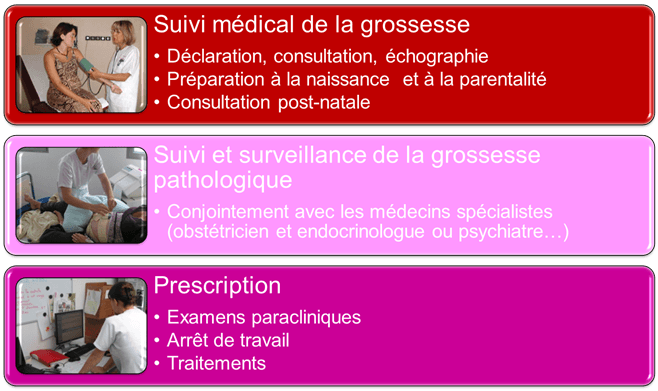 Suivi médical de la grossesse
• Déclaration, consultation, échographie
• Préparation à la naissance et à la parentalité
• Consultation post-natale
Suivi et surveillance de la grossesse
pathologique
• Conjointement avec les médecins spécialistes
(obstétricien et endocrinologue ou psychiatre…)
Prescription
• Examens paracliniques
• Arrêt de travail
• Traitements